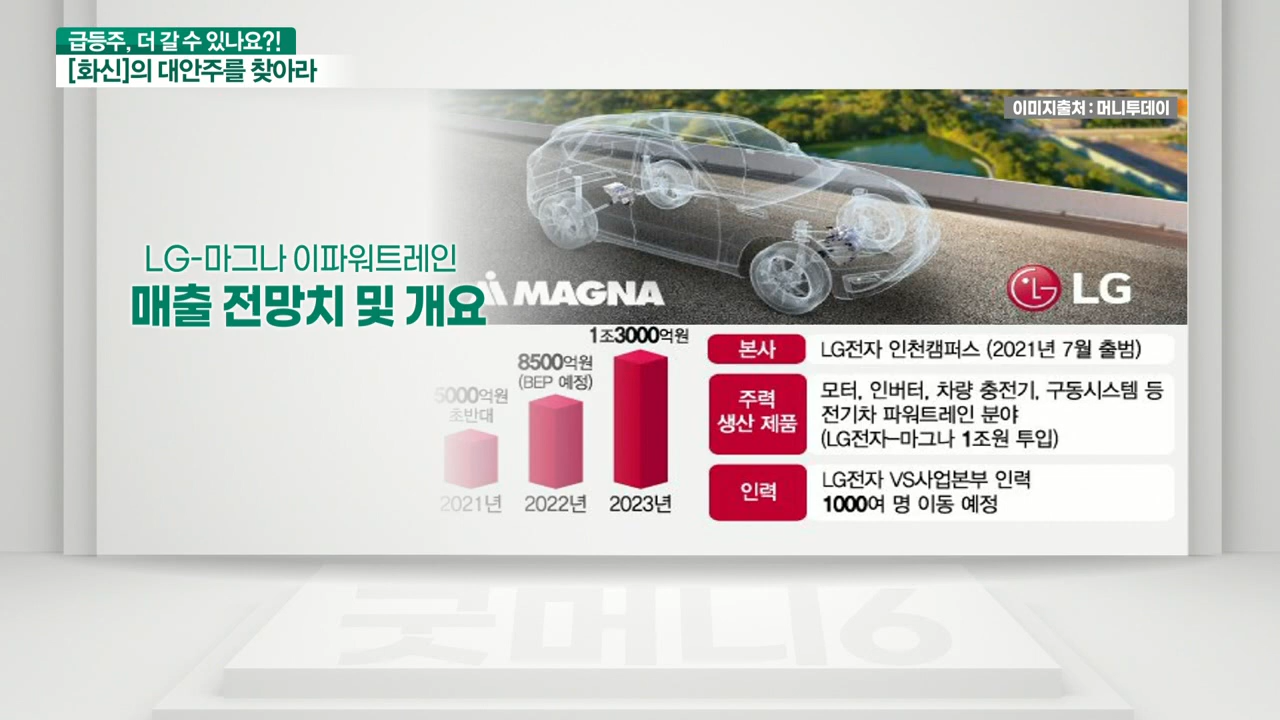 급등주, 더 갈 수 있나요?!
[화신]의 대안주를 찾아라
이미지출처 : 머니투데이
LG-마그나 이파워트레인
매출 전망치 및 개요
MAGNA
LG
1조3000억원
8500억원
(BEP 예정)
5000억원
초반대
2021년
2022년
2023년
본사
LG전자 인천캠퍼스 (2021년 7월 출범)
주력
생산 제품
모터, 인버터, 차량 충전기, 구동시스템 등
전기차 파워트레인 분야
(LG전자-마그나 1조원 투입)
인력
LG전자 VS사업본부 인력
1000여 명 이동 예정
굿머니6